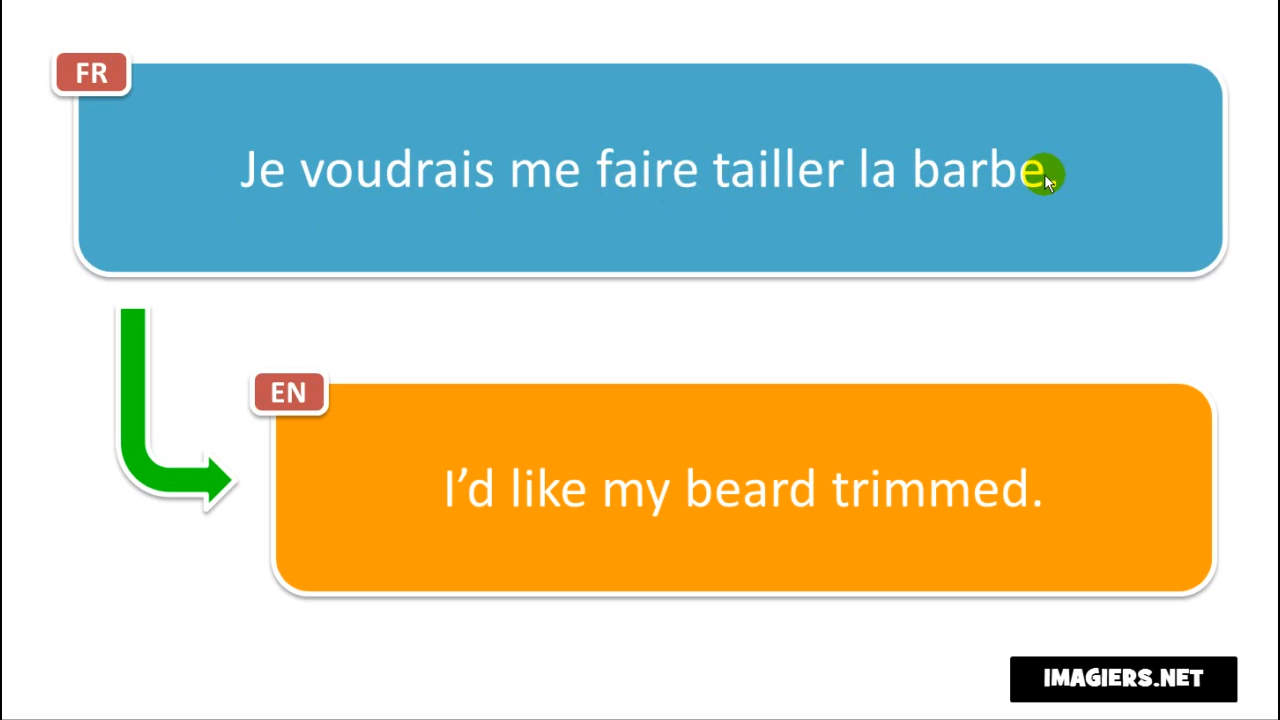 FR
Je voudrais me faire tailler la barbe.
EN
I’d like my beard trimmed.
IMAGIERS.NET